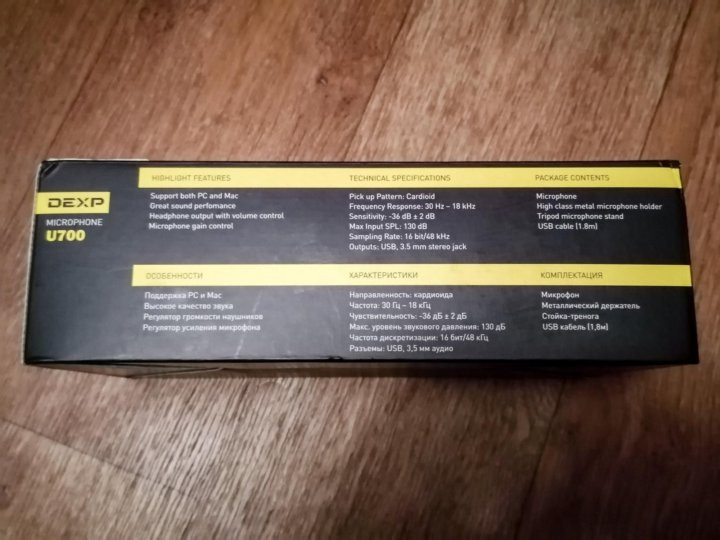 DEXP
MICROPHONE
U700
HIGHLIGHT FEATURES
Support both PC and Mac
Great sound perfomance
Headphone output with volume control
Microphone gain control
TECHNICAL SPECIFICATIONS
Pick up Pattern: Cardioid
Frequency Response: 30 Hz – 18 kHz
Sensitivity: -36 dB ± 2 dB
Max Input SPL: 130 dB
Sampling Rate: 16 bit/48 kHz
Outputs: USB, 3.5 mm stereo jack
PACKAGE CONTENTS
Microphone
High class metal microphone holder
Tripod microphone stand
USB cable (1.8m)
ОСОБЕННОСТИ
Поддержка PC и Mac
Высокое качество звука
Регулятор громкости наушников
Регулятор усиления микрофона
ХАРАКТЕРИСТИКИ
Направленность: кардиоида
Частота: 30 Гц – 18 кГц
Чувствительность: -36 дБ ± 2 дБ
Макс. уровень звукового давления: 130 дБ
Частота дискретизации: 16 бит/48 кГц
Разъемы: USB, 3,5 мм аудио
КОМПЛЕКТАЦИЯ
Микрофон
Металлический держатель
Стойка-тренога
USB кабель (1,8м)